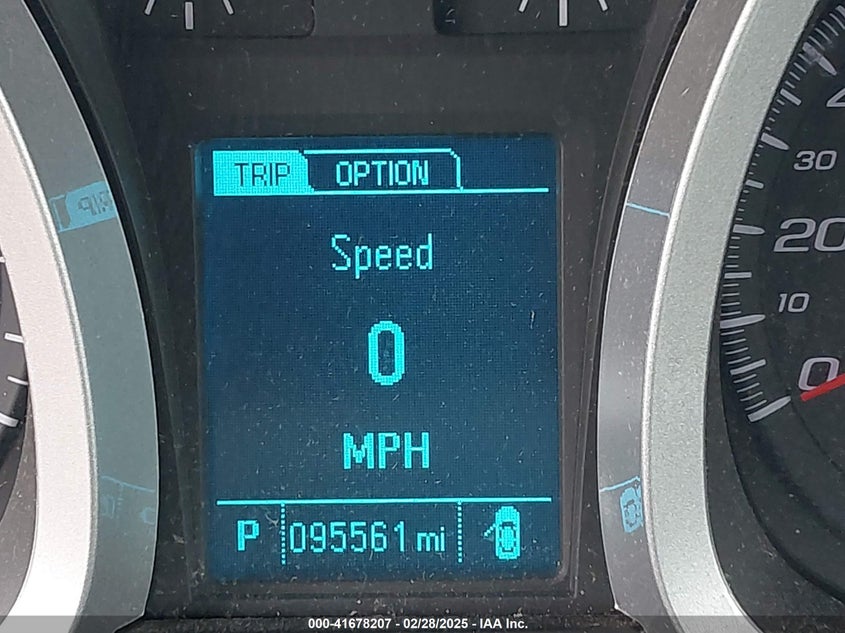 TRIP OPTION
Speed
0
MPH
P 095561 mi
30
20
10
0
000-41678207 - 02/28/2025 - IAA Inc.